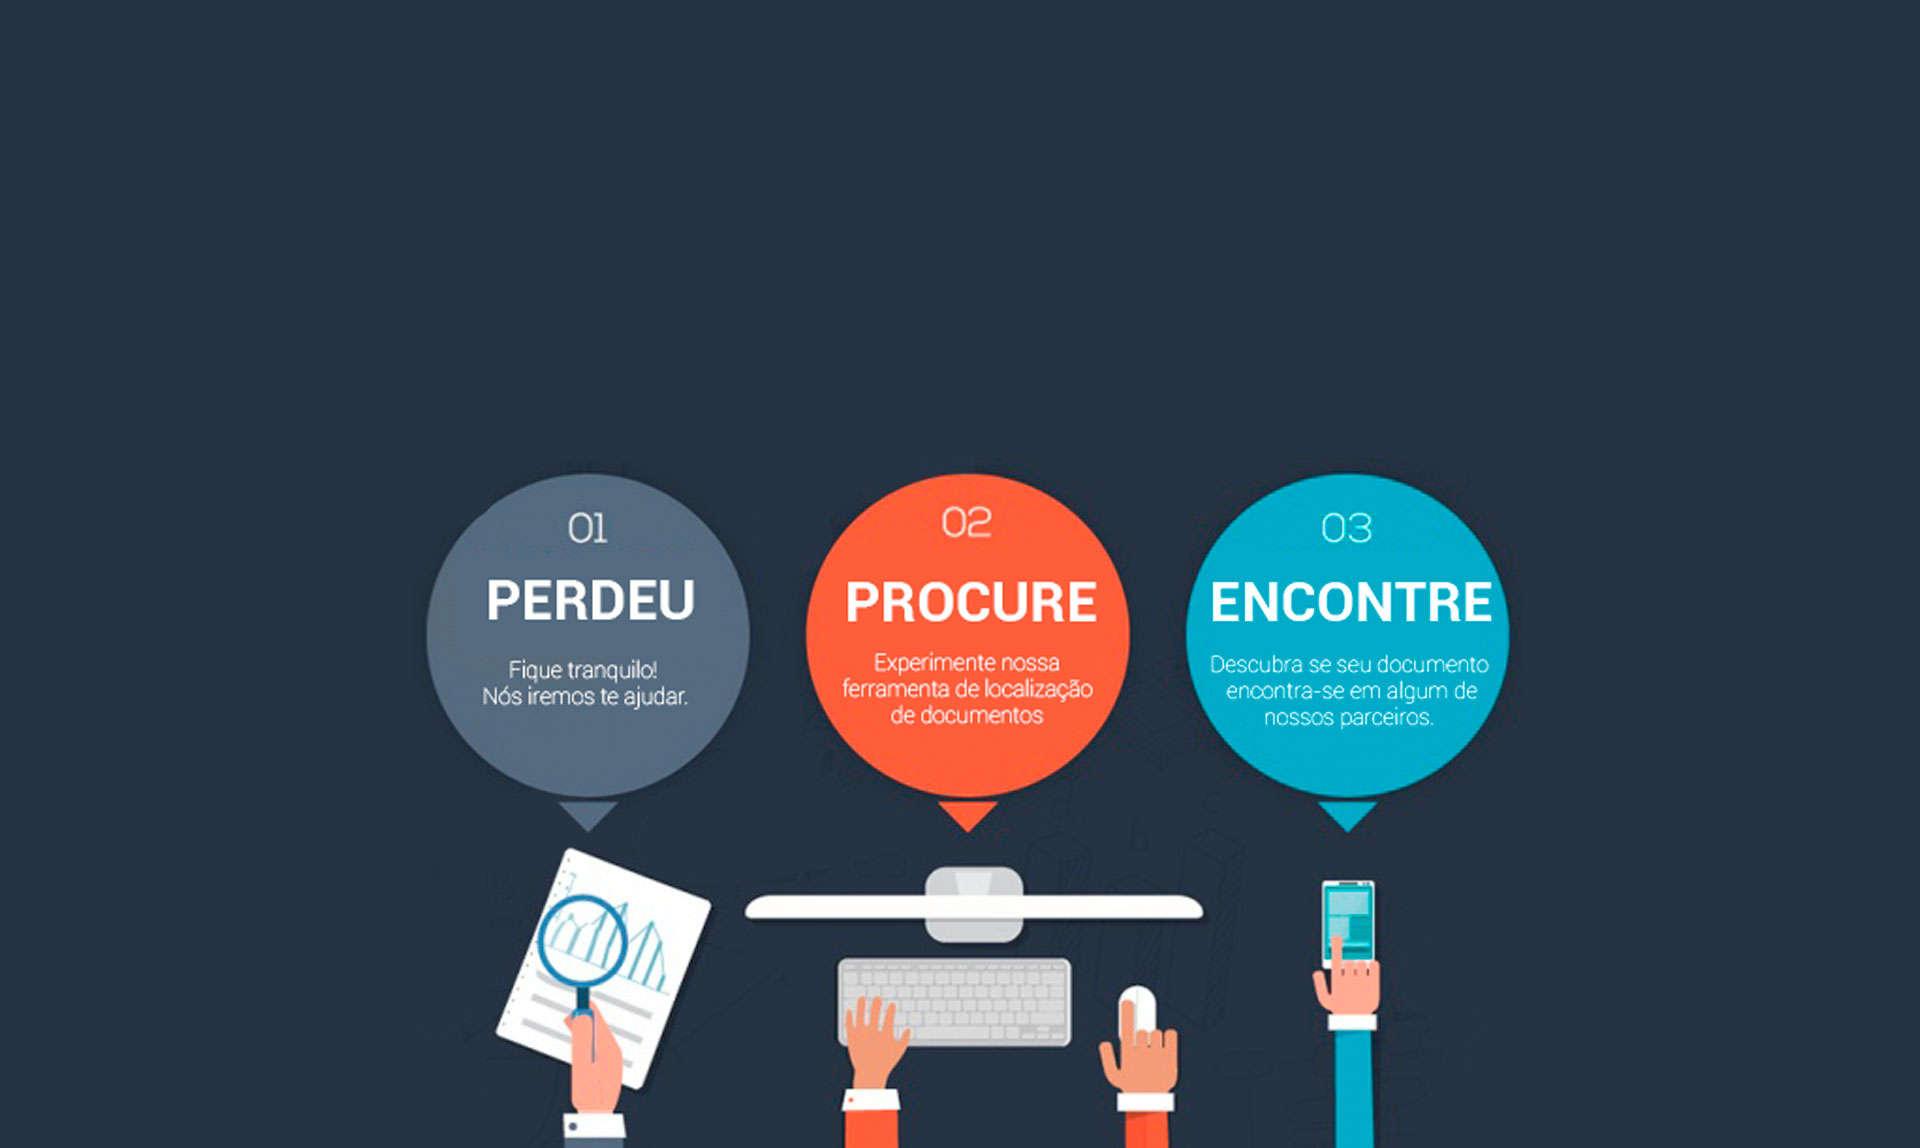 01
PERDEU
Fique tranquilo!
Nós iremos te ajudar.
02
PROCURE
Experimente nossa
ferramenta de localização
de documentos
03
ENCONTRE
Descubra se seu documento
encontra-se em algum de
nossos parceiros.